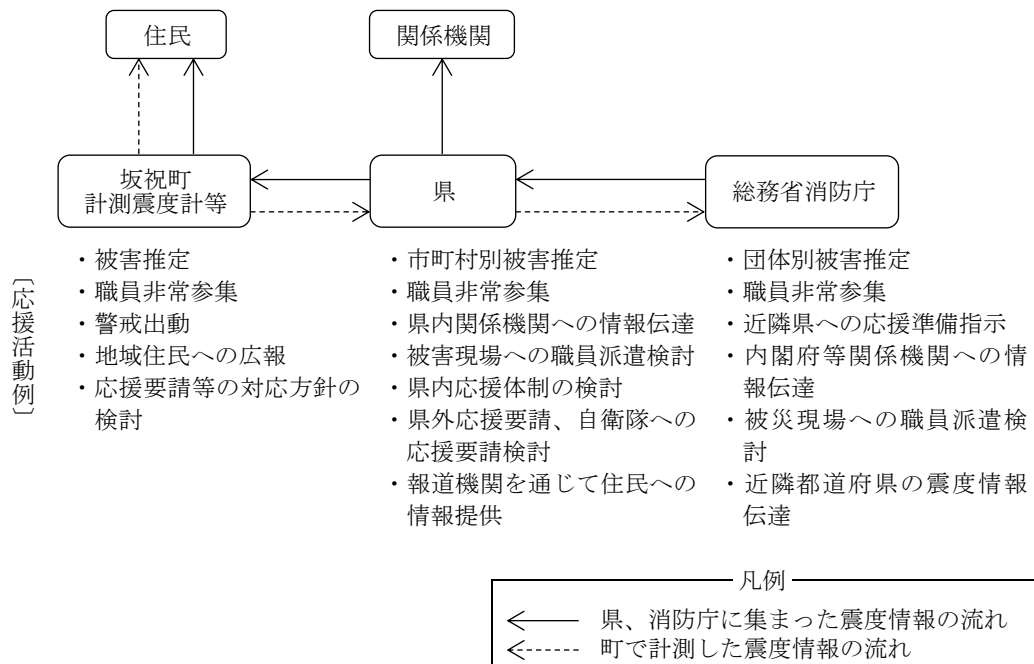 住民
関係機関
坂祝町
計測震度計等
県
総務省消防庁
〔応援活動例〕
・被害推定
・職員非常参集
・警戒出動
・地域住民への広報
・応援要請等の対応方針の
検討
・市町村別被害推定
・職員非常参集
・県内関係機関への情報伝達
・被害現場への職員派遣検討
・県内応援体制の検討
・県外応援要請、自衛隊への
応援要請検討
・報道機関を通じて住民への
情報提供
・団体別被害推定
・職員非常参集
・近隣県への応援準備指示
・内閣府等関係機関への情
報伝達
・被災現場への職員派遣検
討
・近隣都道府県の震度情報
伝達
凡例
県、消防庁に集まった震度情報の流れ
町で計測した震度情報の流れ